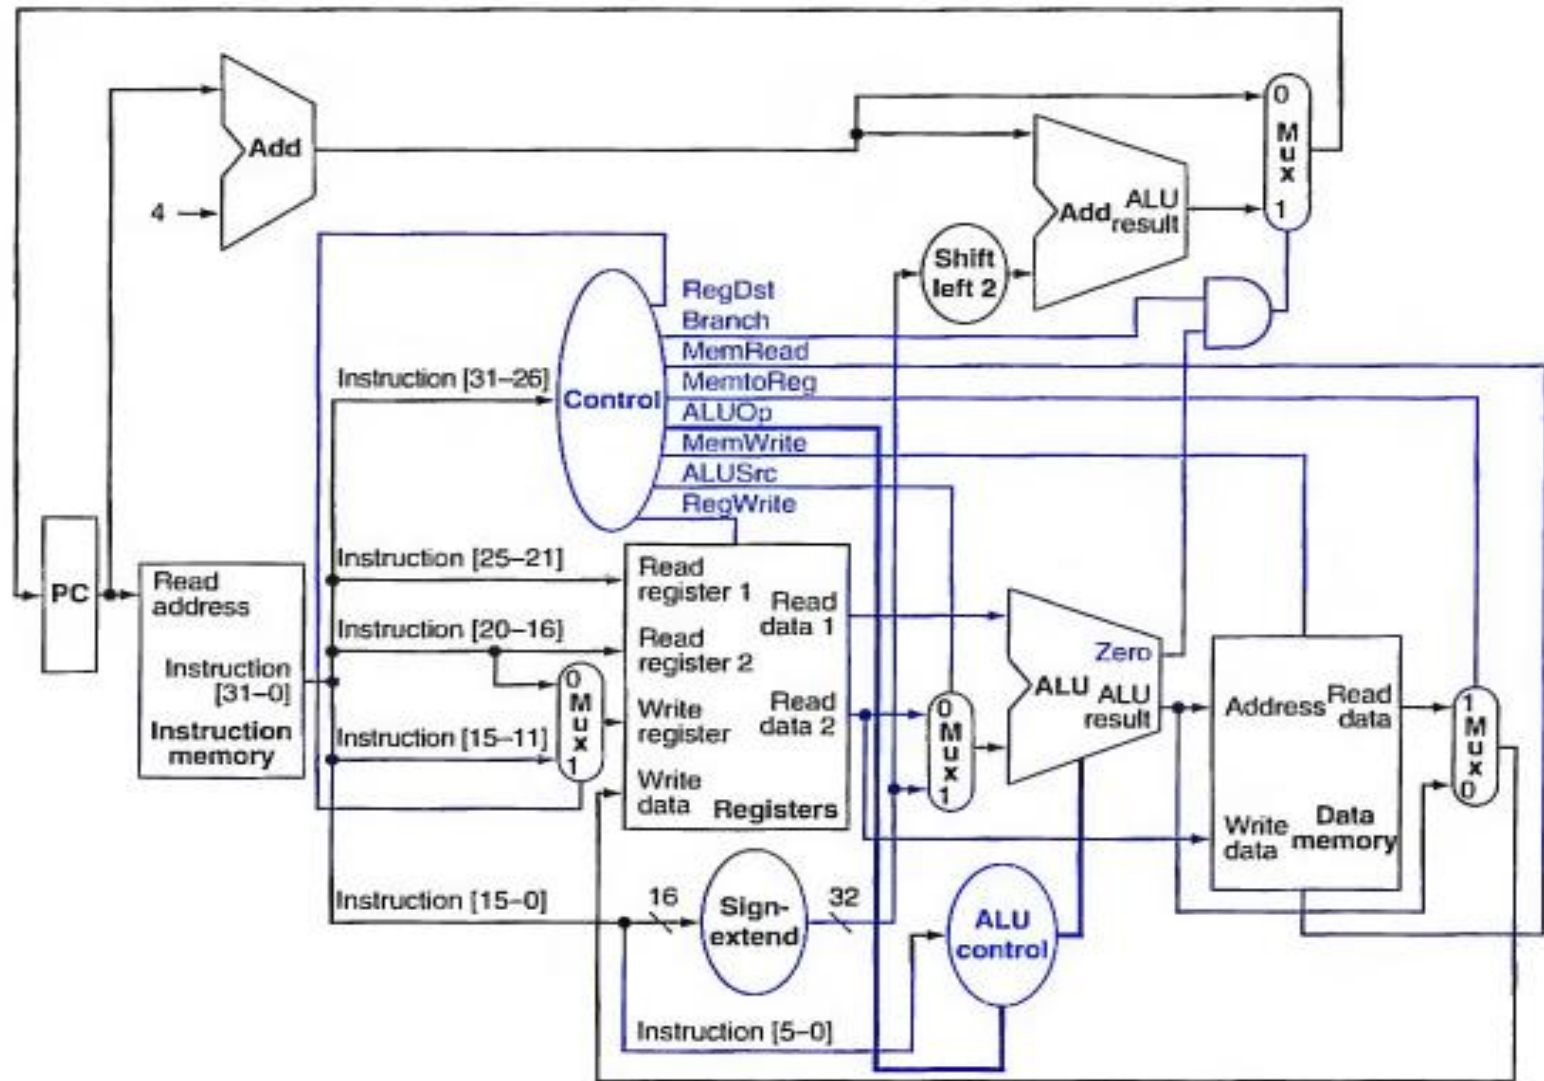 0
M
u
x
1
Add
4
Add
ALU
result
Shift
left 2
RegDst
Branch
MemRead
MemtoReg
ALUOp
MemWrite
ALUSrc
RegWrite
Instruction [31–26]
Control
PC
Read
address
Instruction
[31–0]
Instruction
memory
Instruction [25–21]
Instruction [20–16]
Instruction [15–11]
0
M
u
x
1
Read
register 1
Read
register 2
Write
register
Write
data
Read
data 1
Read
data 2
Registers
0
M
u
x
1
Zero
ALU
ALU
result
Address
Read
data
Write
data
Data
memory
1
M
u
x
0
Instruction [15–0]
16
Sign-
extend
32
ALU
control
Instruction [5–0]